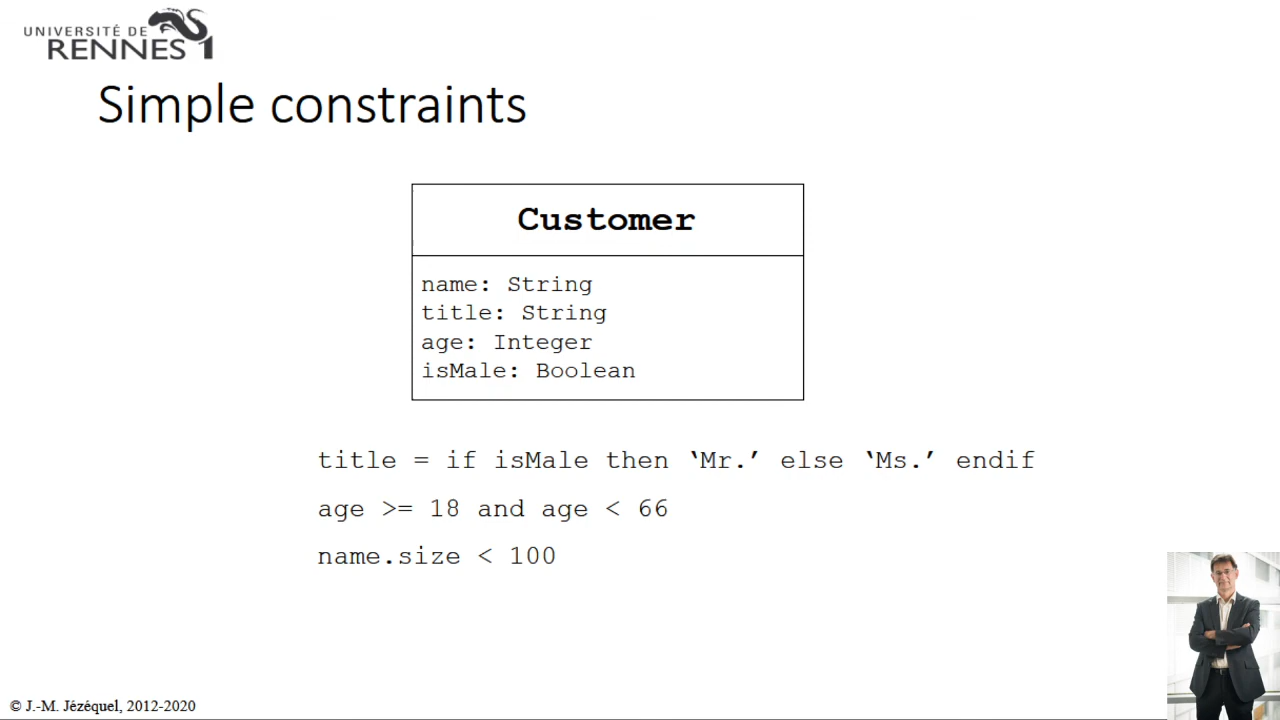 UNIVERSITÉ DE
RENNES 1
Simple constraints
Customer
name: String
title: String
age: Integer
isMale: Boolean
title = if isMale then ‘Mr.’ else ‘Ms.’ endif
age >= 18 and age < 66
name.size < 100
© J.-M. Jézéquel, 2012-2020